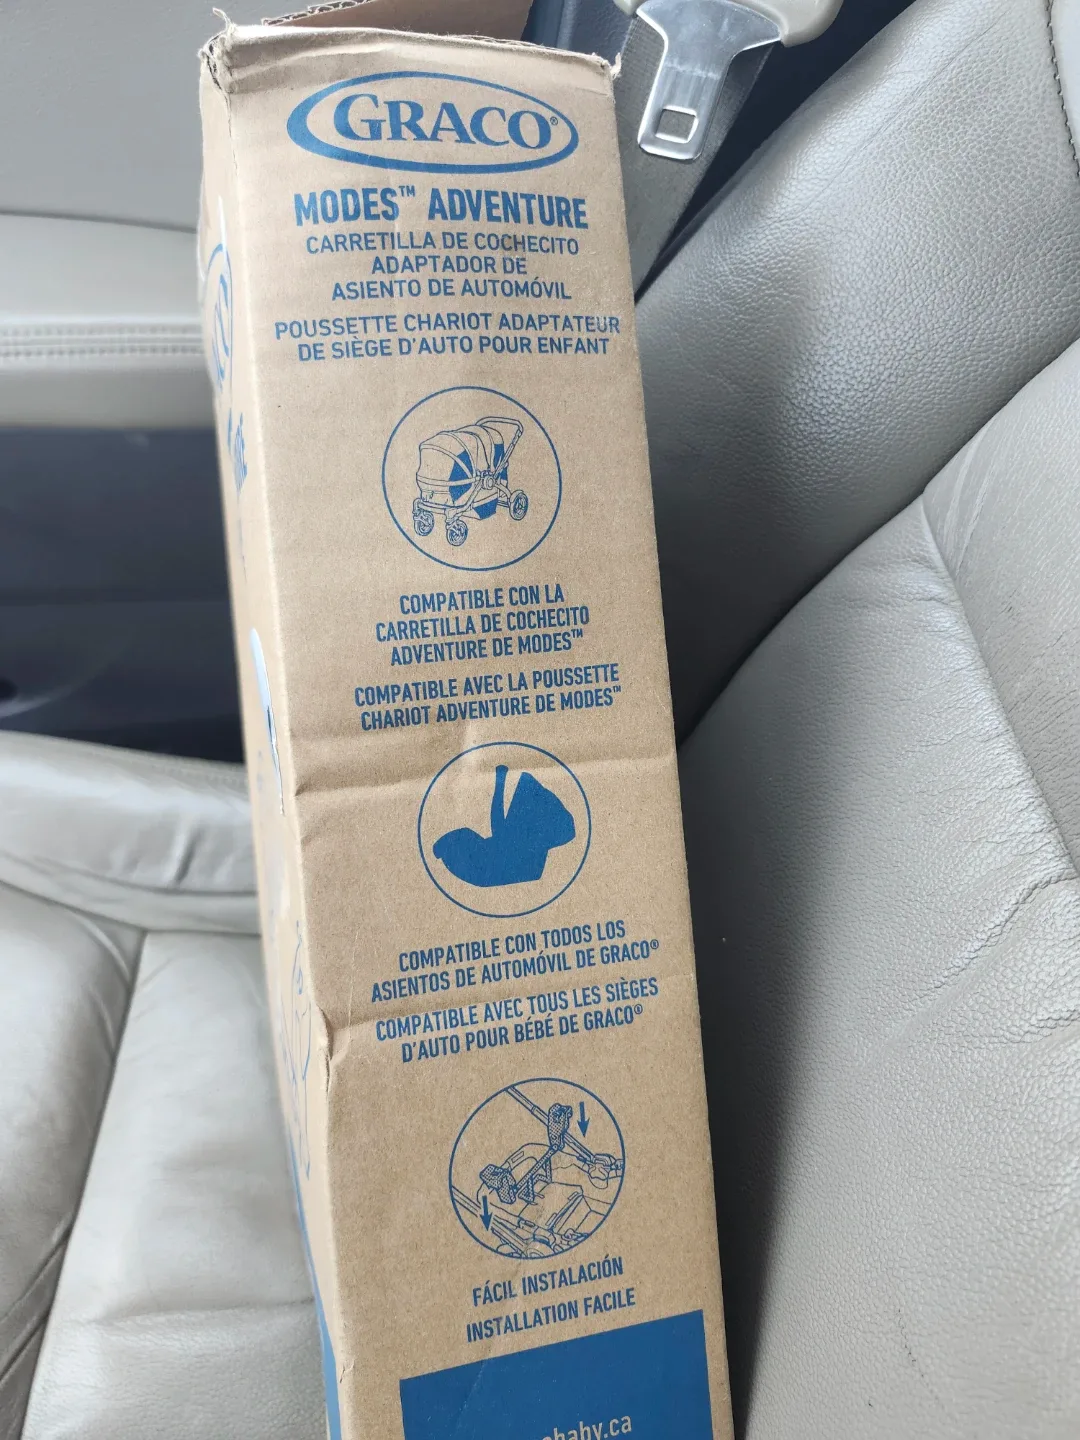 GRACO®
MODES™ ADVENTURE
CARRETILLA DE COCHECITO
ADAPTADOR DE
ASIENTO DE AUTOMÓVIL
POUSSETTE CHARIOT ADAPTATEUR
DE SIÈGE D'AUTO POUR ENFANT
COMPATIBLE CON LA
CARRETILLA DE COCHECITO
ADVENTURE DE MODES™
COMPATIBLE AVEC LA POUSSETTE
CHARIOT ADVENTURE DE MODES™
COMPATIBLE CON TODOS LOS
ASIENTOS DE AUTOMÓVIL DE GRACO®
COMPATIBLE AVEC TOUS LES SIÈGES
D'AUTO POUR BÉBÉ DE GRACO®
FÁCIL INSTALACIÓN
INSTALLATION FACILE